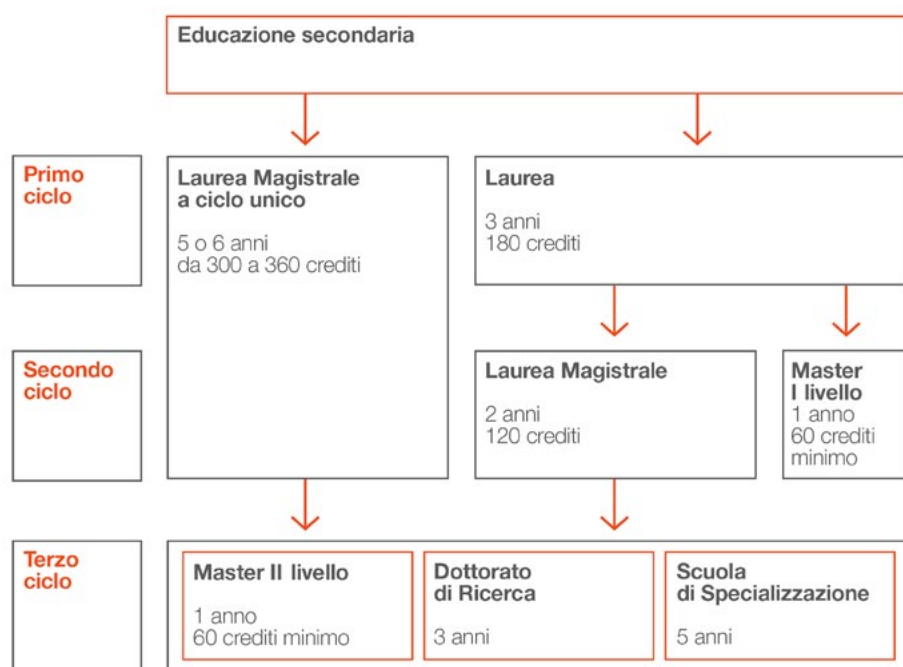 Educazione secondaria
Primo
ciclo
Laurea Magistrale
a ciclo unico
5 o 6 anni
da 300 a 360 crediti
Laurea
3 anni
180 crediti
Secondo
ciclo
Laurea Magistrale
2 anni
120 crediti
Master
I livello
1 anno
60 crediti
minimo
Terzo
ciclo
Master II livello
1 anno
60 crediti minimo
Dottorato
di Ricerca
3 anni
Scuola
di Specializzazione
5 anni